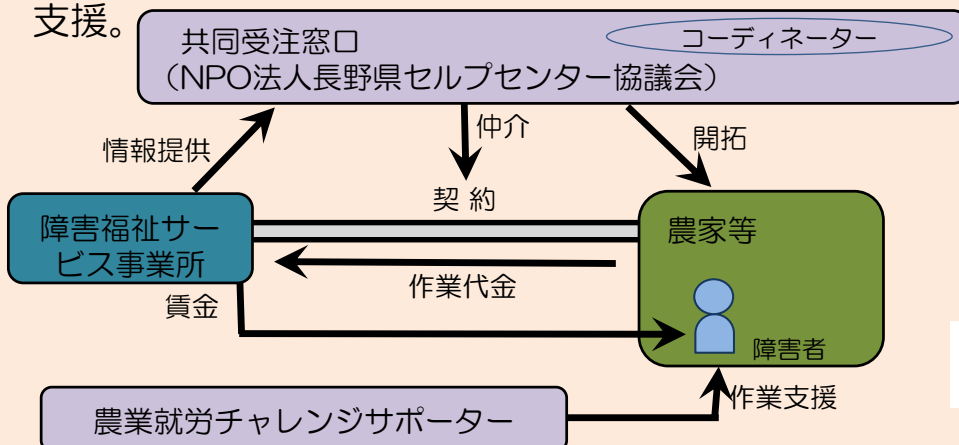 支援。
共同受注窓口
コーディネーター
（NPO法人長野県セルプセンター協議会）
情報提供
仲介
開拓
契 約
障害福祉サー
ビス事業所
農家等
作業代金
賃金
障害者
作業支援
農業就労チャレンジサポーター